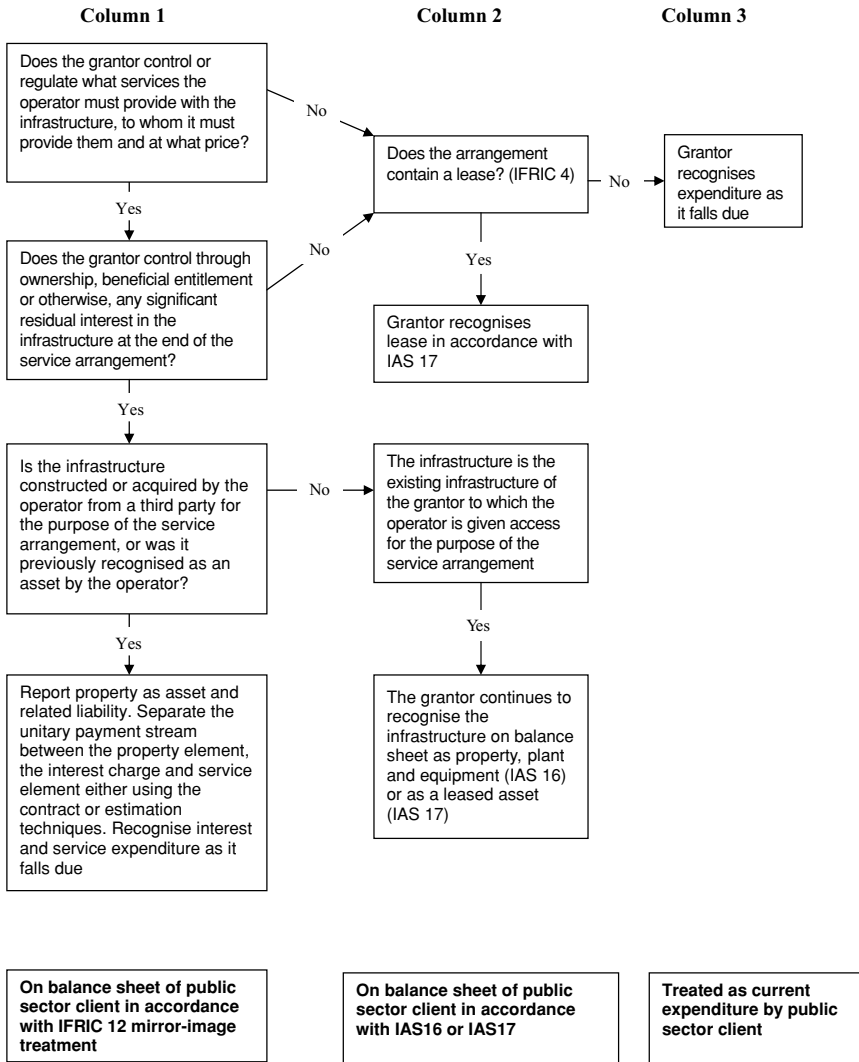 Column 1
Column 2
Column 3
Does the grantor control or
regulate what services the
operator must provide with the
infrastructure, to whom it must
provide them and at what price?
No
Does the arrangement
contain a lease? (IFRIC 4)
No
Grantor
recognises
expenditure as
it falls due
Yes
Does the grantor control through
ownership, beneficial entitlement
or otherwise, any significant
residual interest in the
infrastructure at the end of the
service arrangement?
No
Yes
Grantor recognises
lease in accordance with
IAS 17
Yes
Is the infrastructure
constructed or acquired by the
operator from a third party for
the purpose of the service
arrangement, or was it
previously recognised as an
asset by the operator?
No
The infrastructure is the
existing infrastructure of
the grantor to which the
operator is given access
for the purpose of the
service arrangement
Yes
Yes
Report property as asset and
related liability. Separate the
unitary payment stream
between the property element,
the interest charge and service
element either using the
contract or estimation
techniques. Recognise interest
and service expenditure as it
falls due
The grantor continues to
recognise the
infrastructure on balance
sheet as property, plant
and equipment (IAS 16)
or as a leased asset
(IAS 17)
On balance sheet of public
sector client in accordance
with IFRIC 12 mirror-image
treatment
On balance sheet of public
sector client in accordance
with IAS16 or IAS17
Treated as current
expenditure by public
sector client